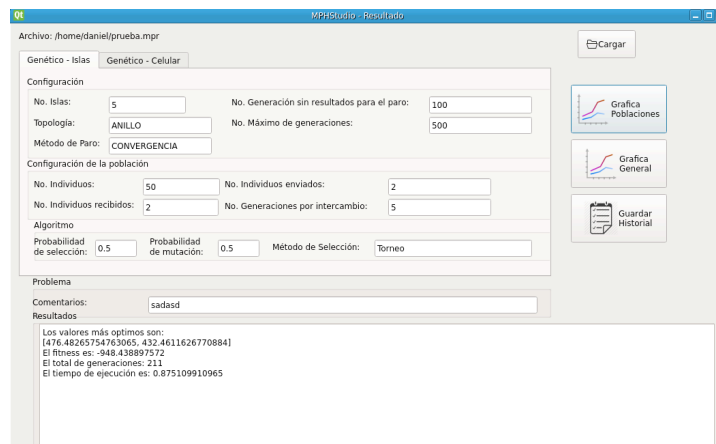 Qt MPHStudio - Resultado
Archivo: /home/daniel/prueba.mpr
Cargar
Genético - Islas Genético - Celular
Configuración
No. Islas: 5 No. Generación sin resultados para el paro: 100
Topología: ANILLO No. Máximo de generaciones: 500
Método de Paro: CONVERGENCIA
Configuración de la población
No. Individuos: 50 No. Individuos enviados: 2
No. Individuos recibidos: 2 No. Generaciones por intercambio: 5
Algoritmo
Probabilidad de selección: 0.5 Probabilidad de mutación: 0.5 Método de Selección: Torneo
Grafica
Poblaciones
Grafica
General
Guardar
Historial
Problema
Comentarios: sadasd
Resultados
Los valores más optimos son:
[476.48265754763065, 432.4611626770884]
El fitness es: -948.438897572
El total de generaciones: 211
El tiempo de ejecución es: 0.875109910965